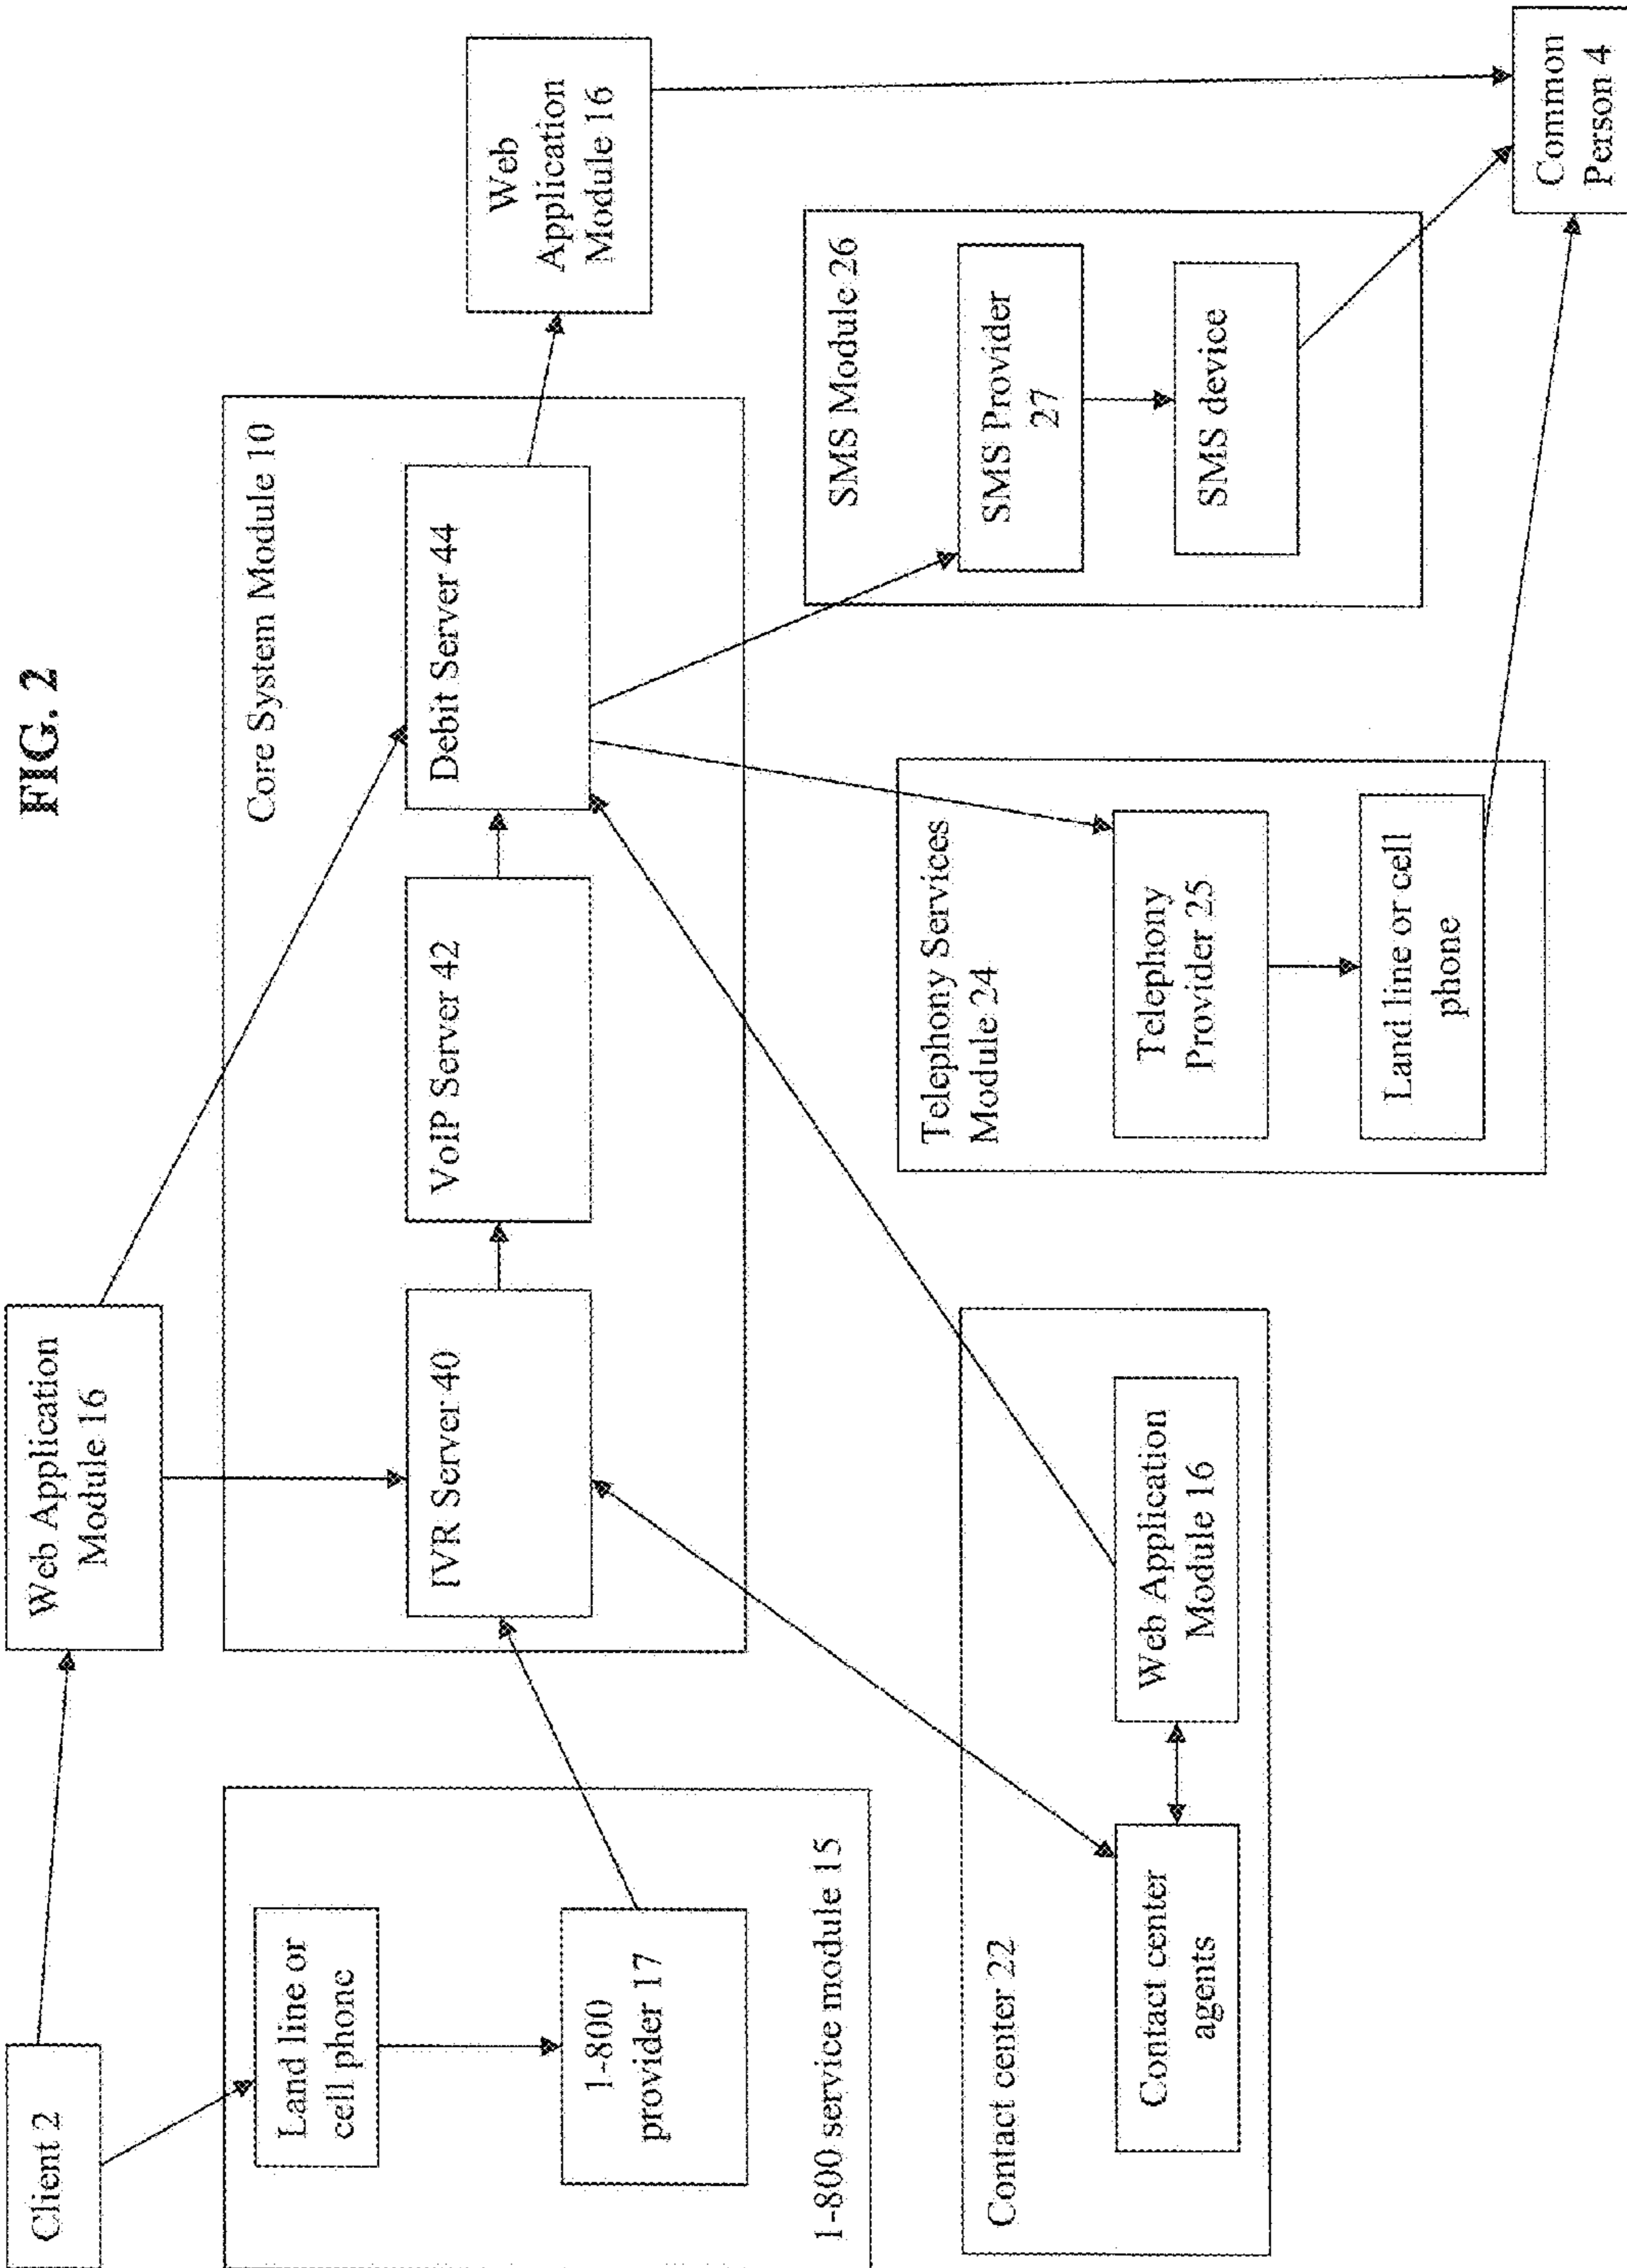 FIG. 2
Client 2
Web Application
Module 16
Land line or
cell phone
1-800
provider 17
1-800 service module 15
Core System Module 10
IVR Server 40
VoIP Server 42
Debit Server 44
Web
Application
Module 16
Contact center 22
Contact center
agents
Web Application
Module 16
Telephony Services
Module 24
Telephony
Provider 25
Land line or cell
phone
SMS Module 26
SMS Provider
27
SMS device
Common
Person 4